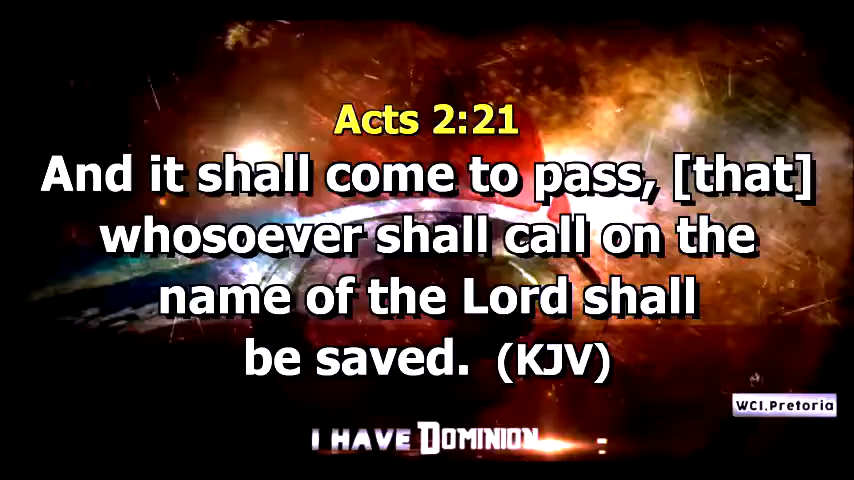 Acts 2:21
And it shall come to pass, [that]
whosoever shall call on the
name of the Lord shall
be saved. (KJV)
WCI.Pretoria
I HAVE DOMINION